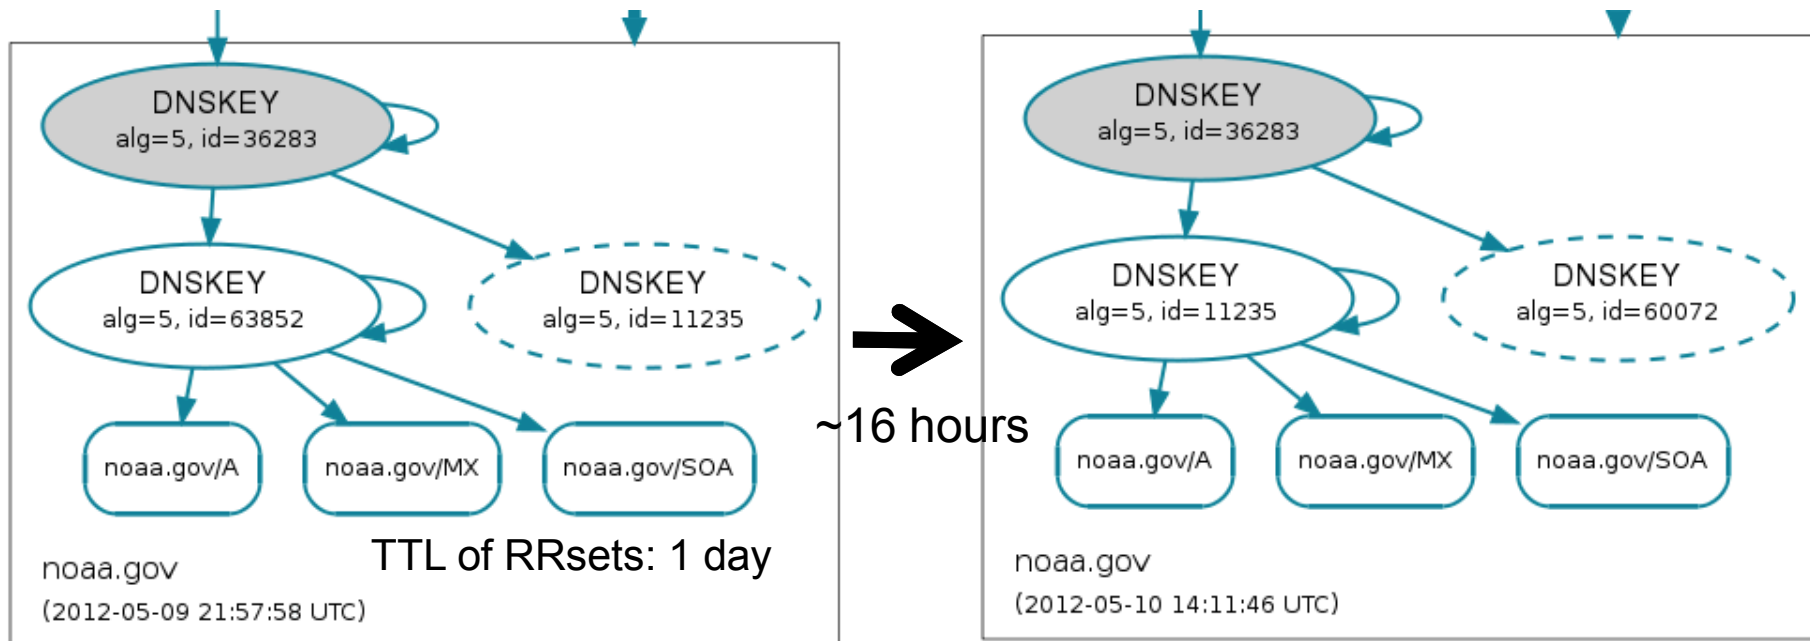 DNSKEY
alg=5, id=36283
DNSKEY
alg=5, id=63852
DNSKEY
alg=5, id=11235
noaa.gov/A
noaa.gov/MX
noaa.gov/SOA
TTL of RRsets: 1 day
noaa.gov
(2012-05-09 21:57:58 UTC)
~16 hours
DNSKEY
alg=5, id=36283
DNSKEY
alg=5, id=11235
DNSKEY
alg=5, id=60072
noaa.gov/A
noaa.gov/MX
noaa.gov/SOA
noaa.gov
(2012-05-10 14:11:46 UTC)